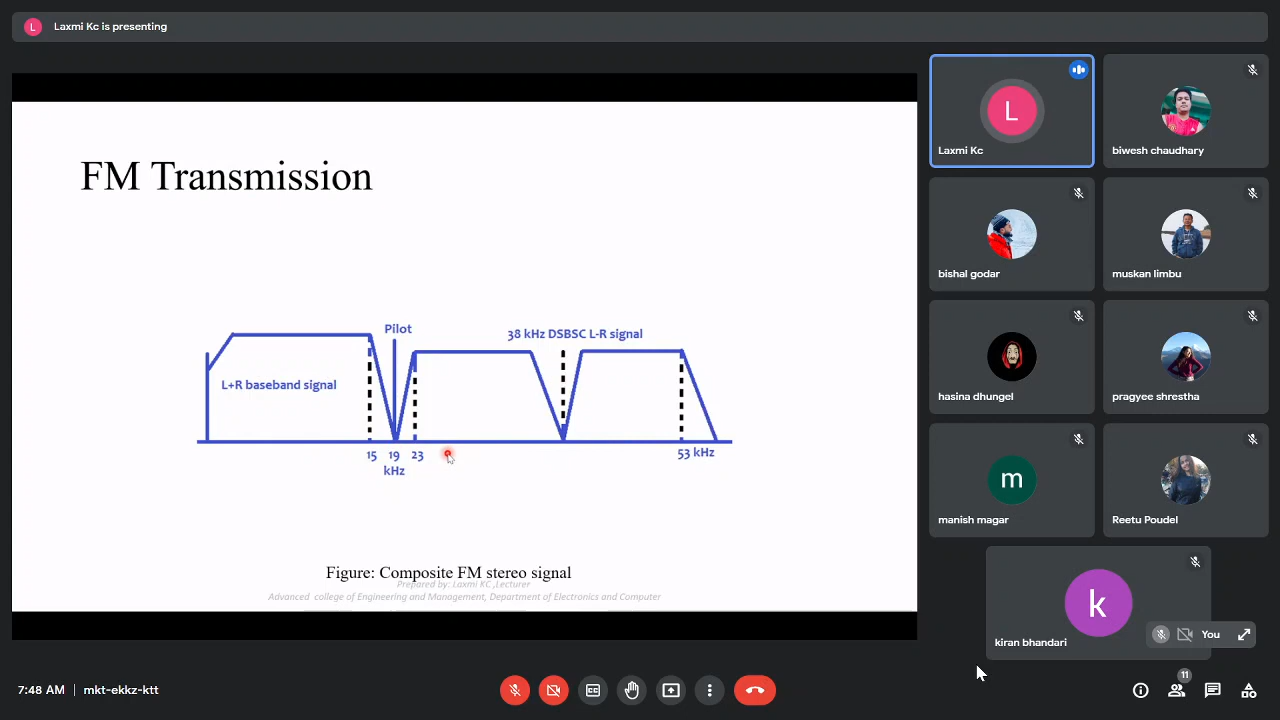 L
Laxmi Kc is presenting
FM Transmission
Pilot
38 kHz DSBSC L-R signal
L+R baseband signal
15 19 23 53 kHz
kHz
Figure: Composite FM stereo signal
Prepared by: Laxmi KC ,Lecturer
Advanced college of Engineering and Management, Department of Electronics and Computer
L
Laxmi Kc
biwesh chaudhary
bishal godar
muskan limbu
hasina dhungel
pragyee shrestha
m
manish magar
Reetu Poudel
k
kiran bhandari
You
7:48 AM | mkt-ekkz-ktt
CC
11